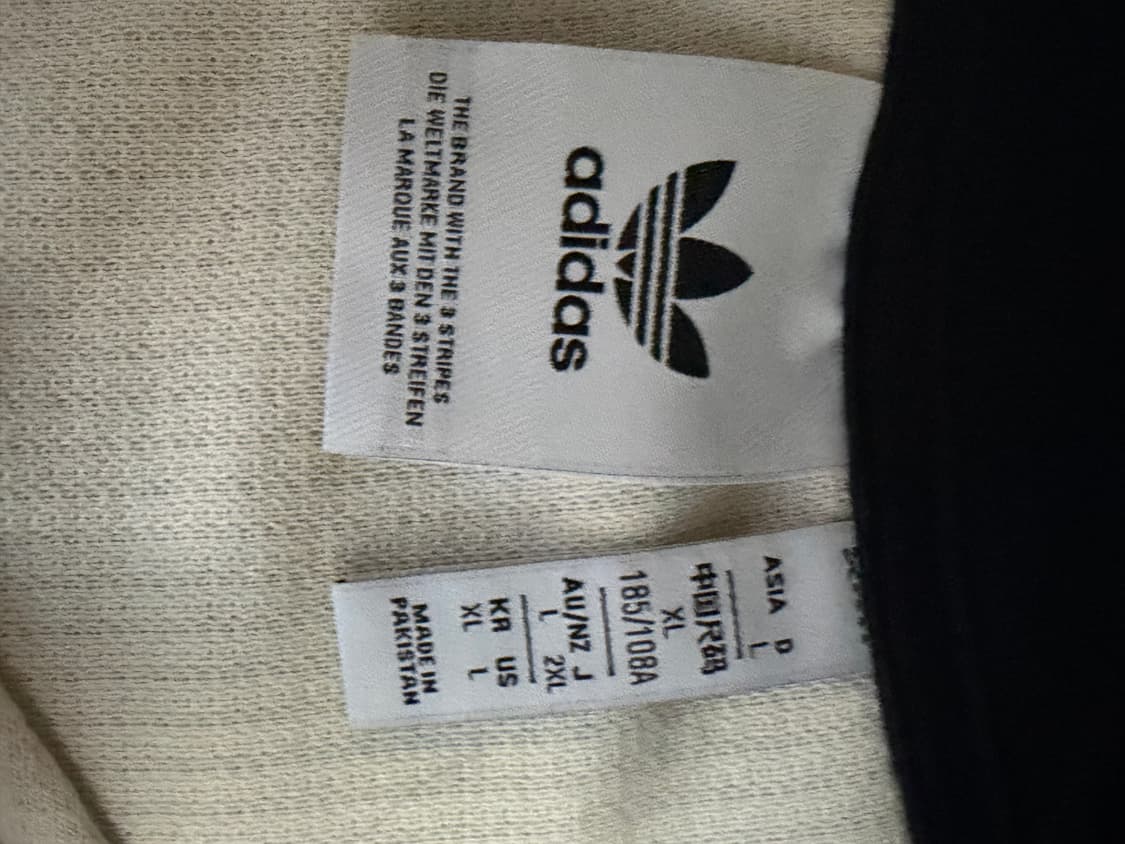 adidas
THE BRAND WITH THE 3 STRIPES
DIE WELTMARKE MIT DEN 3 STREIFEN
LA MARQUE AUX 3 BANDES
ASIA D
L
中国尺码
XL
185/108A
AU/NZ J
L 2XL
KR US
XL L
MADE IN
PAKISTAN